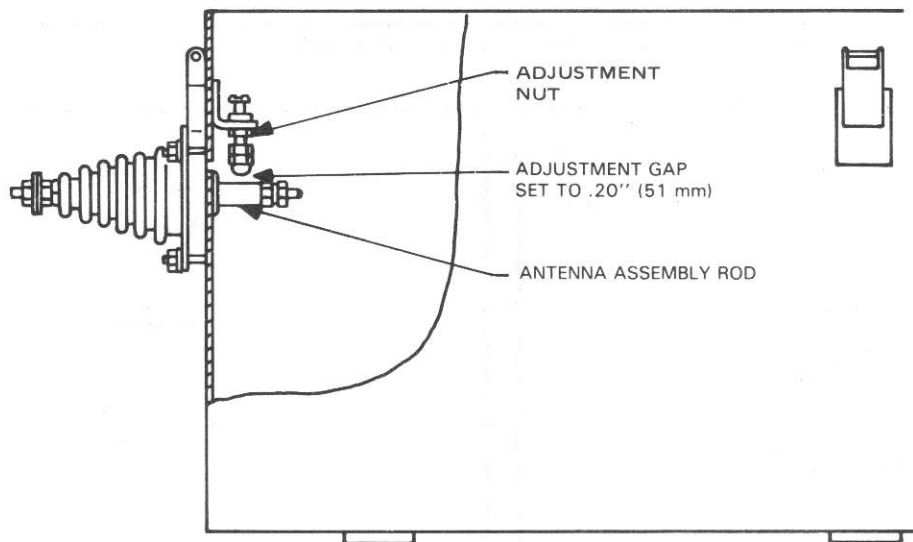 ADJUSTMENT
NUT
ADJUSTMENT GAP
SET TO .20'' (51 mm)
ANTENNA ASSEMBLY ROD